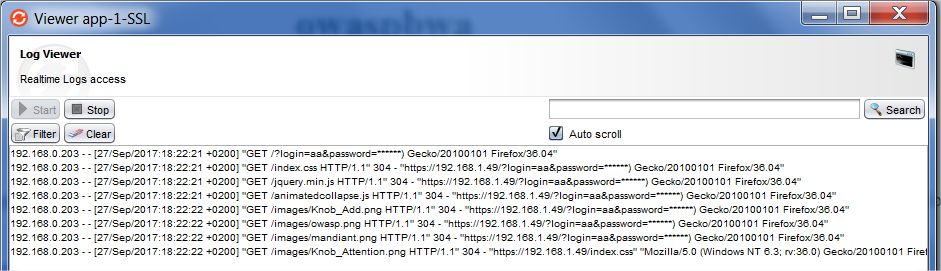 owaspbwa
Viewer app-1-SSL
Log Viewer
Realtime Logs access
Start Stop Search
Filter Clear Auto scroll
192.168.0.203 - - [27/Sep/2017:18:22:21 +0200] "GET /?login=aa&password=******) Gecko/20100101 Firefox/36.04"
192.168.0.203 - - [27/Sep/2017:18:22:21 +0200] "GET /index.css HTTP/1.1" 304 - "https://192.168.1.49/?login=aa&password=******) Gecko/20100101 Firefox/36.04"
192.168.0.203 - - [27/Sep/2017:18:22:21 +0200] "GET /jquery.min.js HTTP/1.1" 304 - "https://192.168.1.49/?login=aa&password=******) Gecko/20100101 Firefox/36.04"
192.168.0.203 - - [27/Sep/2017:18:22:21 +0200] "GET /animatedcollapse.js HTTP/1.1" 304 - "https://192.168.1.49/?login=aa&password=******) Gecko/20100101 Firefox/36.04"
192.168.0.203 - - [27/Sep/2017:18:22:22 +0200] "GET /images/Knob_Add.png HTTP/1.1" 304 - "https://192.168.1.49/?login=aa&password=******) Gecko/20100101 Firefox/36.04"
192.168.0.203 - - [27/Sep/2017:18:22:22 +0200] "GET /images/owasp.png HTTP/1.1" 304 - "https://192.168.1.49/?login=aa&password=******) Gecko/20100101 Firefox/36.04"
192.168.0.203 - - [27/Sep/2017:18:22:22 +0200] "GET /images/mandiant.png HTTP/1.1" 304 - "https://192.168.1.49/?login=aa&password=******) Gecko/20100101 Firefox/36.04"
192.168.0.203 - - [27/Sep/2017:18:22:22 +0200] "GET /images/Knob_Attention.png HTTP/1.1" 304 - "https://192.168.1.49/index.css" "Mozilla/5.0 (Windows NT 6.3; rv:36.0) Gecko/20100101 Firef